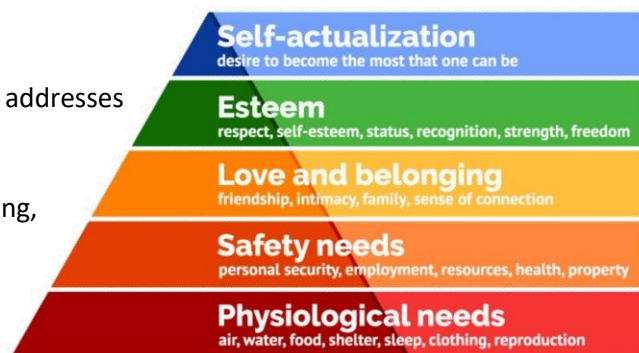 Self-actualization
desire to become the most that one can be
addresses
Esteem
respect, self-esteem, status, recognition, strength, freedom
Love and belonging
friendship, intimacy, family, sense of connection
ng,
Safety needs
personal security, employment, resources, health, property
Physiological needs
air, water, food, shelter, sleep, clothing, reproduction